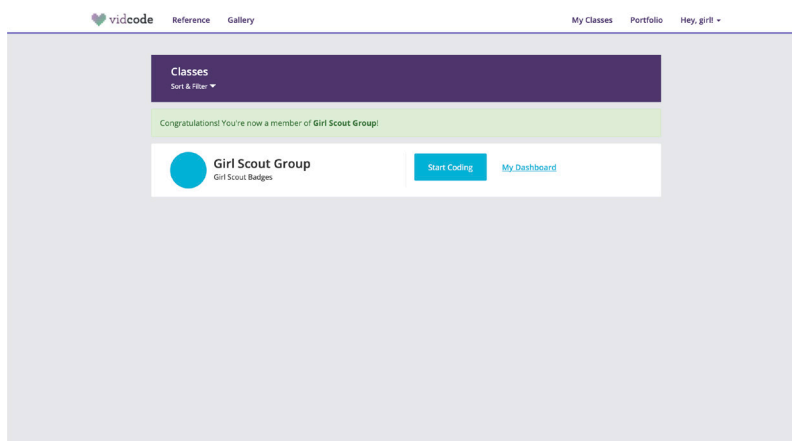 vidcode Reference Gallery My Classes Portfolio Hey, girl!
Classes
Sort & Filter
Congratulations! You're now a member of Girl Scout Group!
Girl Scout Group
Girl Scout Badges
Start Coding My Dashboard